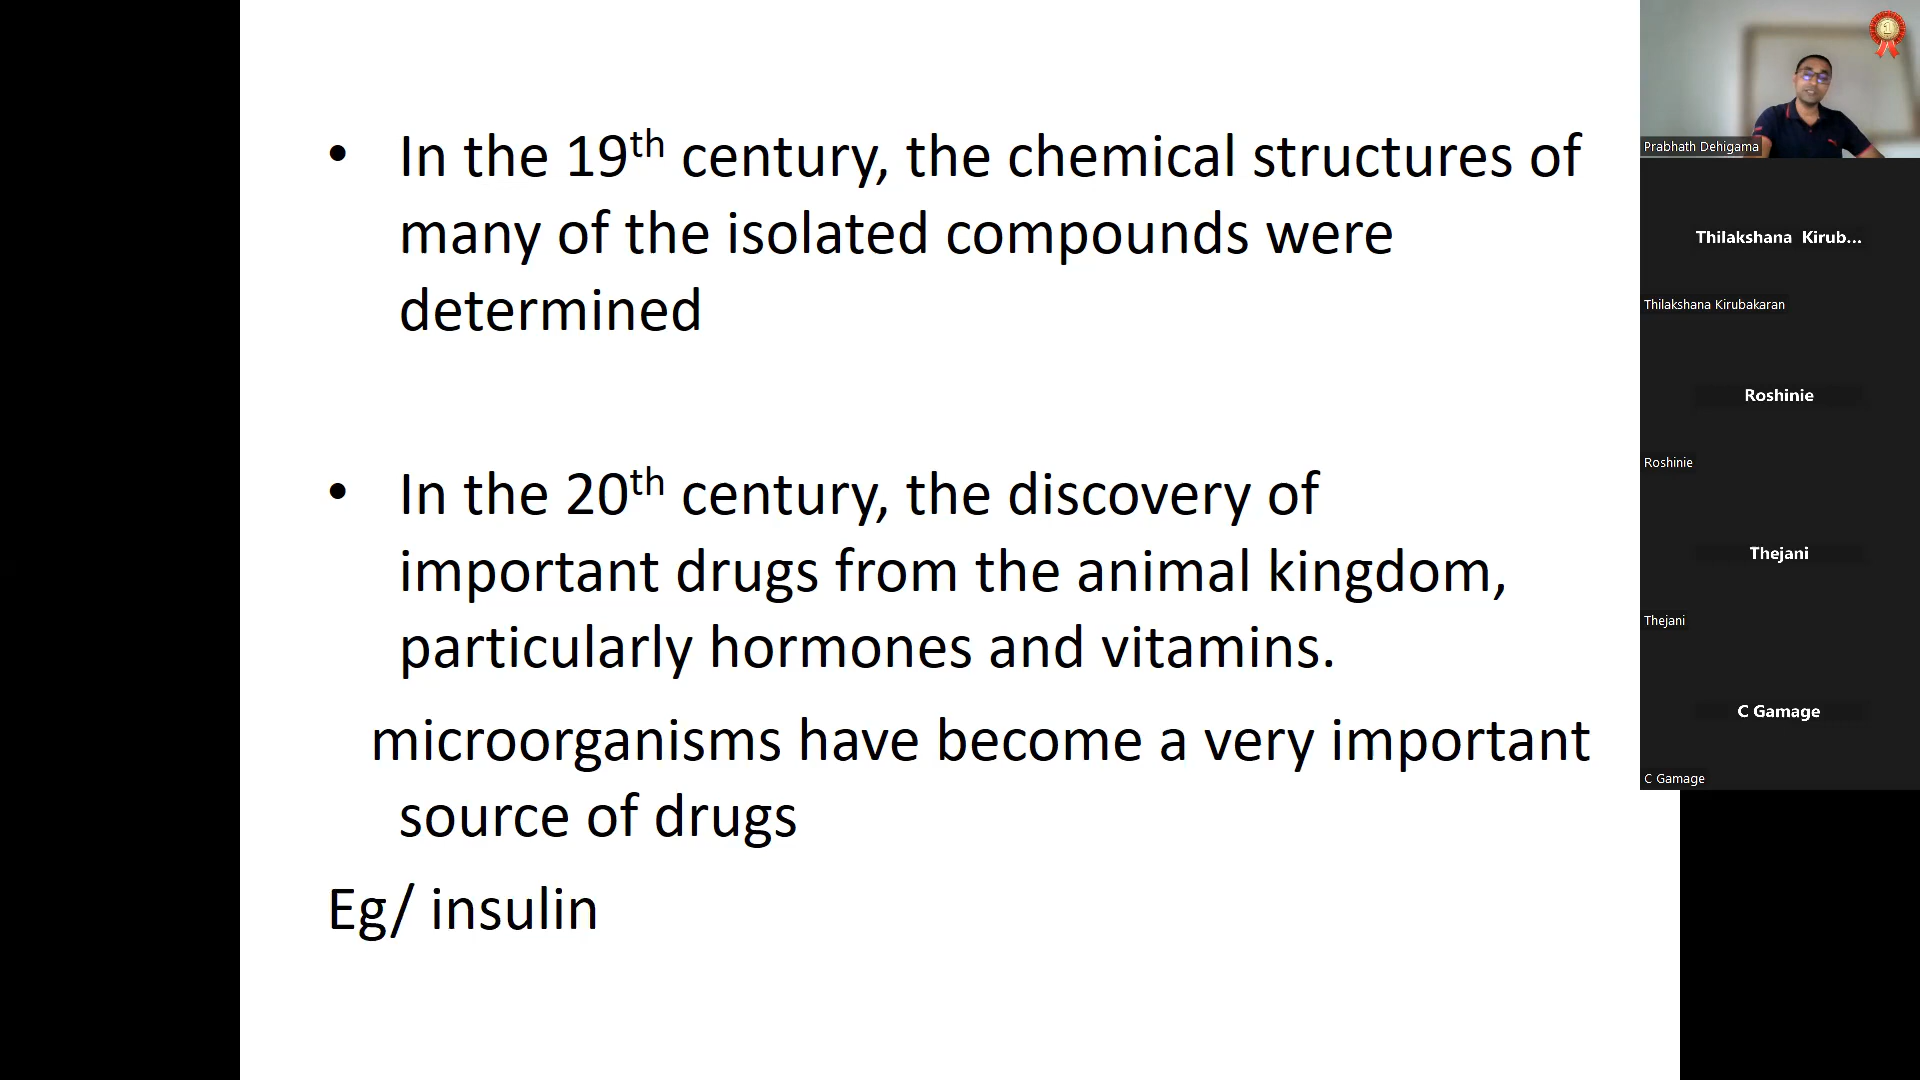 • In the 19th century, the chemical structures of
many of the isolated compounds were
determined
• In the 20th century, the discovery of
important drugs from the animal kingdom,
particularly hormones and vitamins.
microorganisms have become a very important
source of drugs
Eg/ insulin
1
Prabhath Dehigama
Thilakshana Kirub...
Thilakshana Kirubakaran
Roshinie
Roshinie
Thejani
Thejani
C Gamage
C Gamage